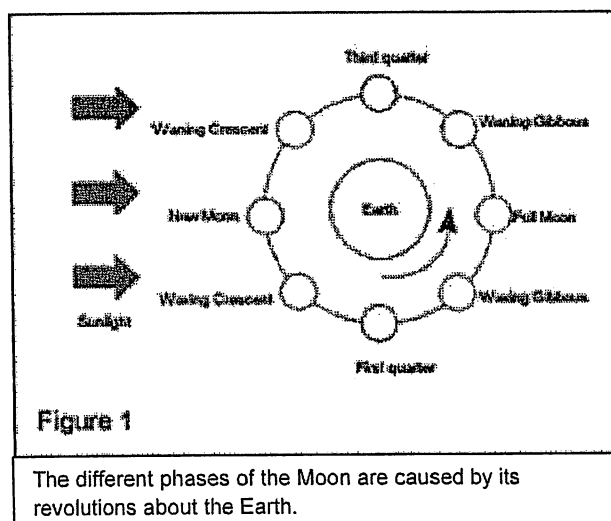 Third quarter
Waning Crescent
Waning Gibbous
New Moon
Earth
Full Moon
Waxing Crescent
Waxing Gibbous
Sunlight
First quarter
Figure 1
The different phases of the Moon are caused by its
revolutions about the Earth.